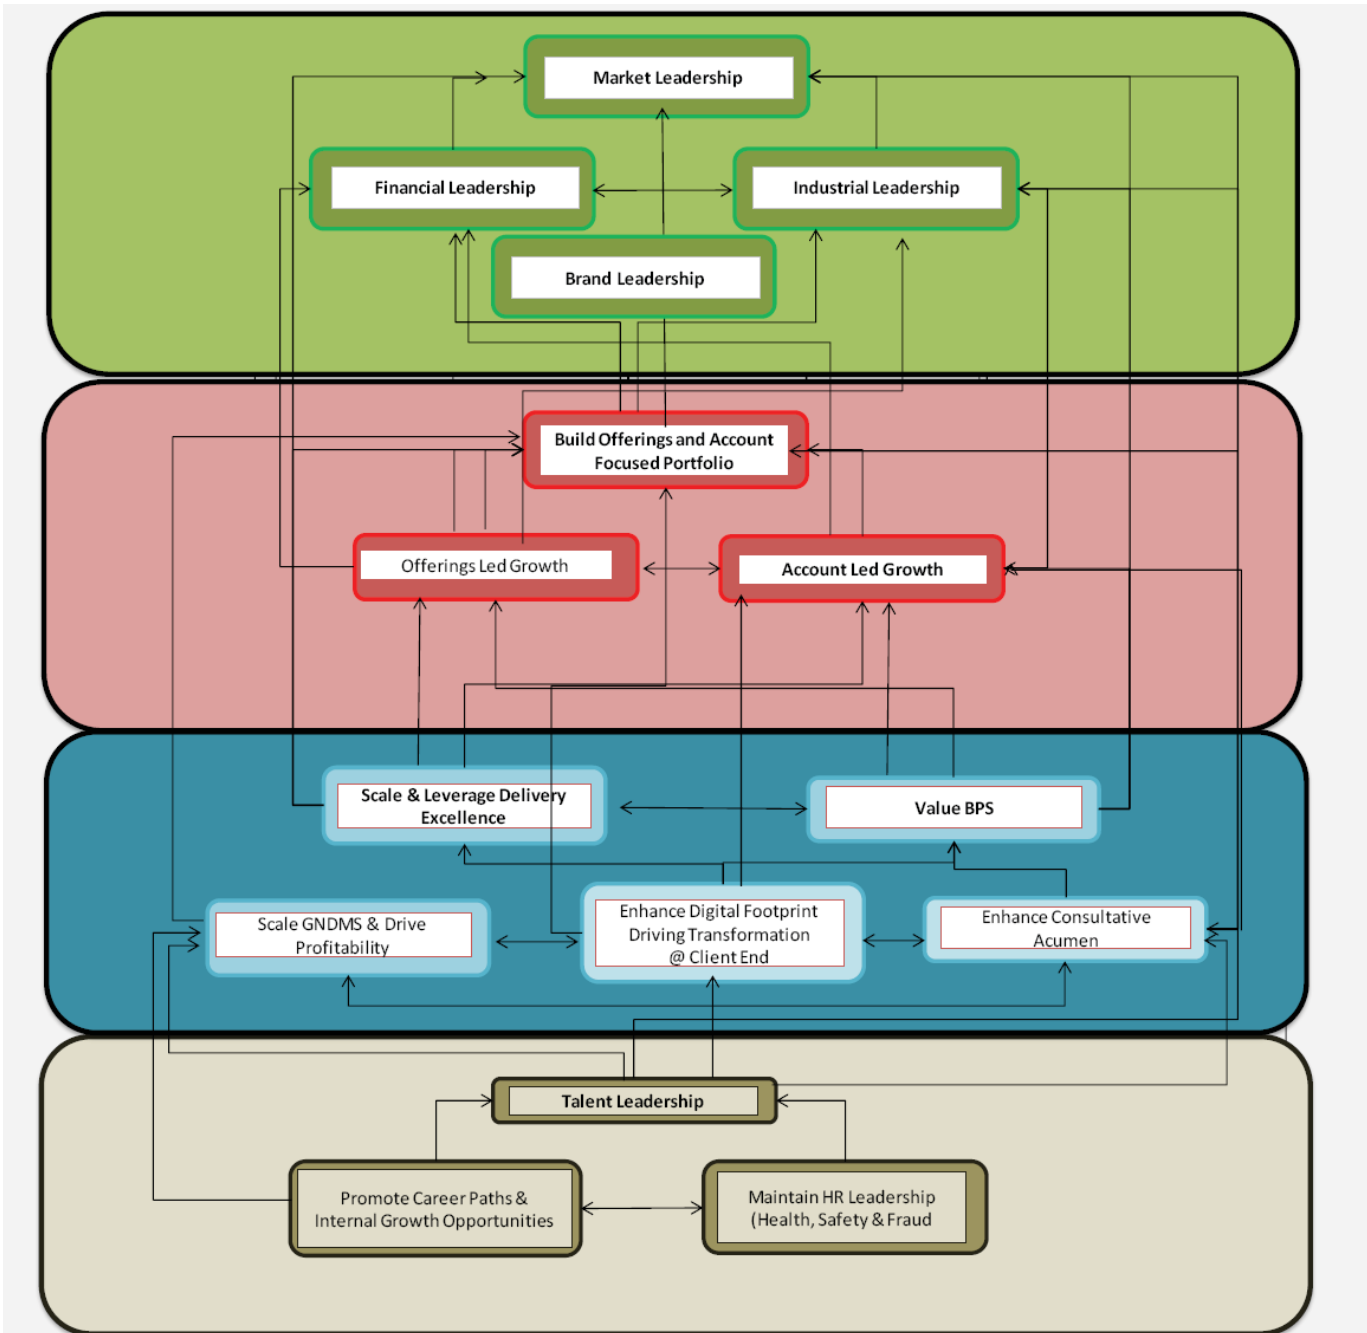 Market Leadership
Financial Leadership
Industrial Leadership
Brand Leadership
Build Offerings and Account
Focused Portfolio
Offerings Led Growth
Account Led Growth
Scale & Leverage Delivery
Excellence
Value BPS
Scale GNDMS & Drive
Profitability
Enhance Digital Footprint
Driving Transformation
@ Client End
Enhance Consultative
Acumen
Talent Leadership
Promote Career Paths &
Internal Growth Opportunities
Maintain HR Leadership
(Health, Safety & Fraud